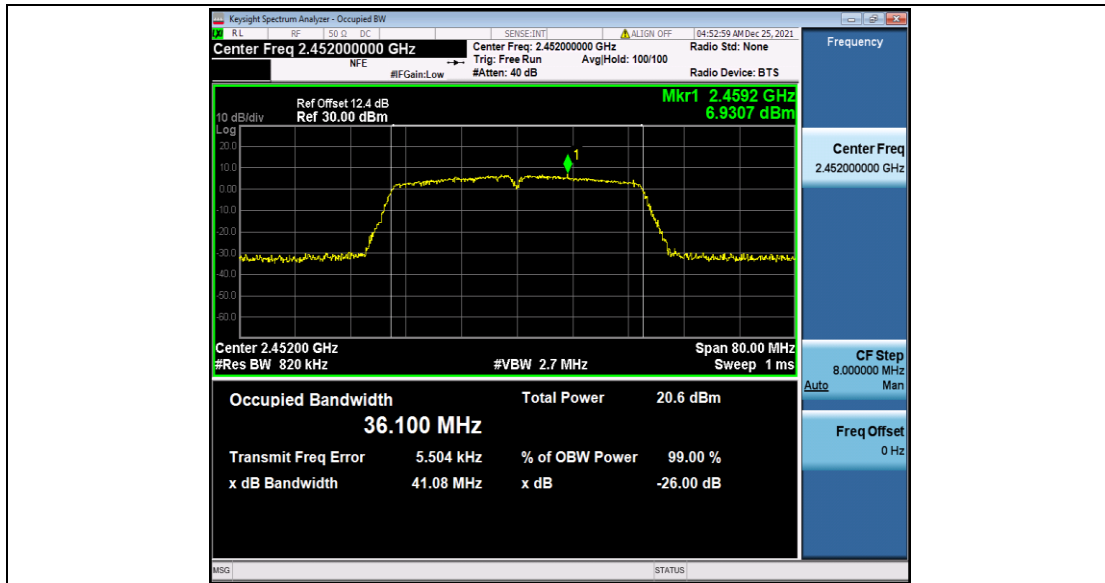 Keysight Spectrum Analyzer - Occupied BW
RL RF 50 Ω DC SENSE:INT ALIGN OFF 04:52:59 AM Dec 25, 2021
Center Freq 2.452000000 GHz
NFE
#IFGain:Low
Center Freq: 2.452000000 GHz
Trig: Free Run Avg|Hold: 100/100
#Atten: 40 dB
Radio Std: None
Radio Device: BTS
Frequency
Ref Offset 12.4 dB
10 dB/div Ref 30.00 dBm
Mkr1 2.4592 GHz
6.9307 dBm
Log
20.0
10.0
0.00
-10.0
-20.0
-30.0
-40.0
-50.0
-60.0
1
Center 2.45200 GHz Span 80.00 MHz
#Res BW 820 kHz #VBW 2.7 MHz Sweep 1 ms
Occupied Bandwidth Total Power 20.6 dBm
36.100 MHz
Transmit Freq Error 5.504 kHz % of OBW Power 99.00 %
x dB Bandwidth 41.08 MHz x dB -26.00 dB
Center Freq
2.452000000 GHz
CF Step
8.000000 MHz
Auto Man
Freq Offset
0 Hz
MSG STATUS